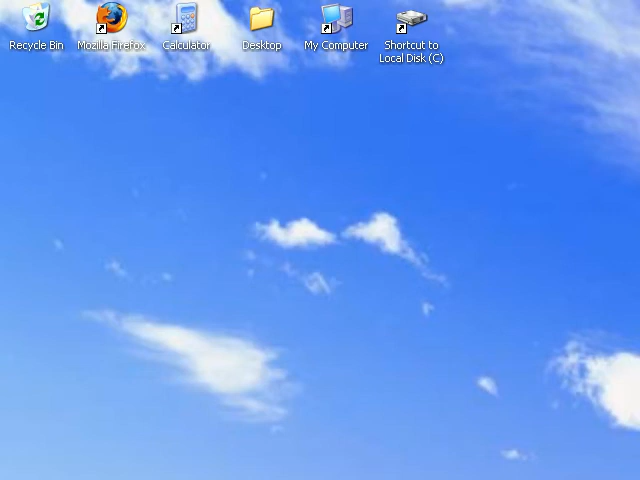 Recycle Bin
Mozilla Firefox
Calculator
Desktop
My Computer
Shortcut to
Local Disk (C)